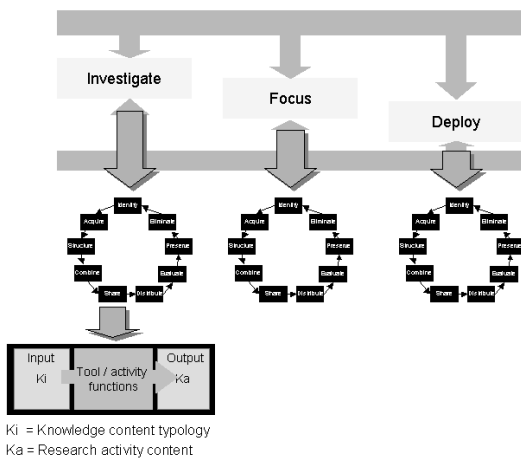 Investigate
Focus
Deploy
Identify
Acquire
Eliminate
Structure
Preserve
Combine
Evaluate
Share
Distribute
Identify
Acquire
Eliminate
Structure
Preserve
Combine
Evaluate
Share
Distribute
Identify
Acquire
Eliminate
Structure
Preserve
Combine
Evaluate
Share
Distribute
Input
Ki
Tool / activity
functions
Output
Ka
Ki = Knowledge content typology
Ka = Research activity content